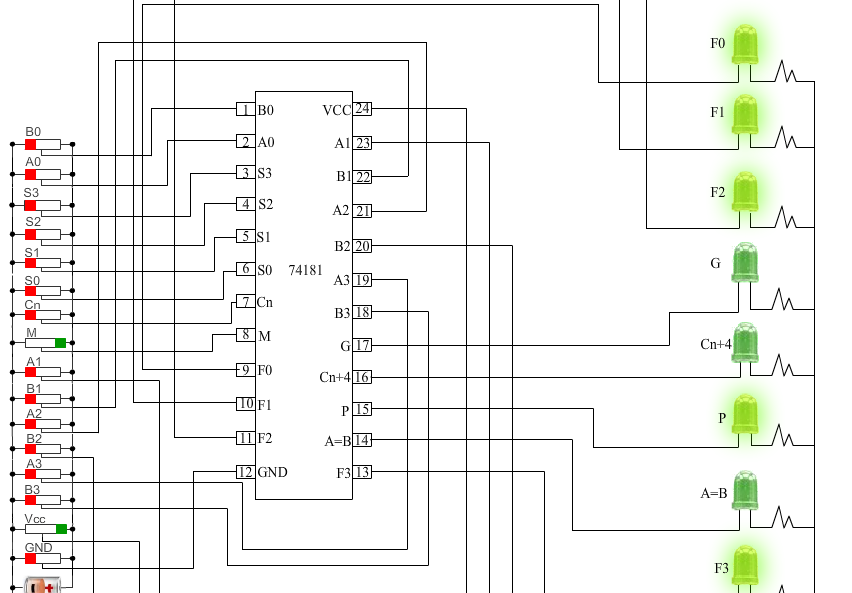 B0
A0
S3
S2
S1
S0
Cn
M
A1
B1
A2
B2
A3
B3
Vcc
GND
+
1 B0
2 A0
3 S3
4 S2
5 S1
6 S0
7 Cn
8 M
9 F0
10 F1
11 F2
12 GND
74181
VCC 24
A1 23
B1 22
A2 21
B2 20
A3 19
B3 18
G 17
Cn+4 16
P 15
A=B 14
F3 13
F0
F1
F2
G
Cn+4
P
A=B
F3